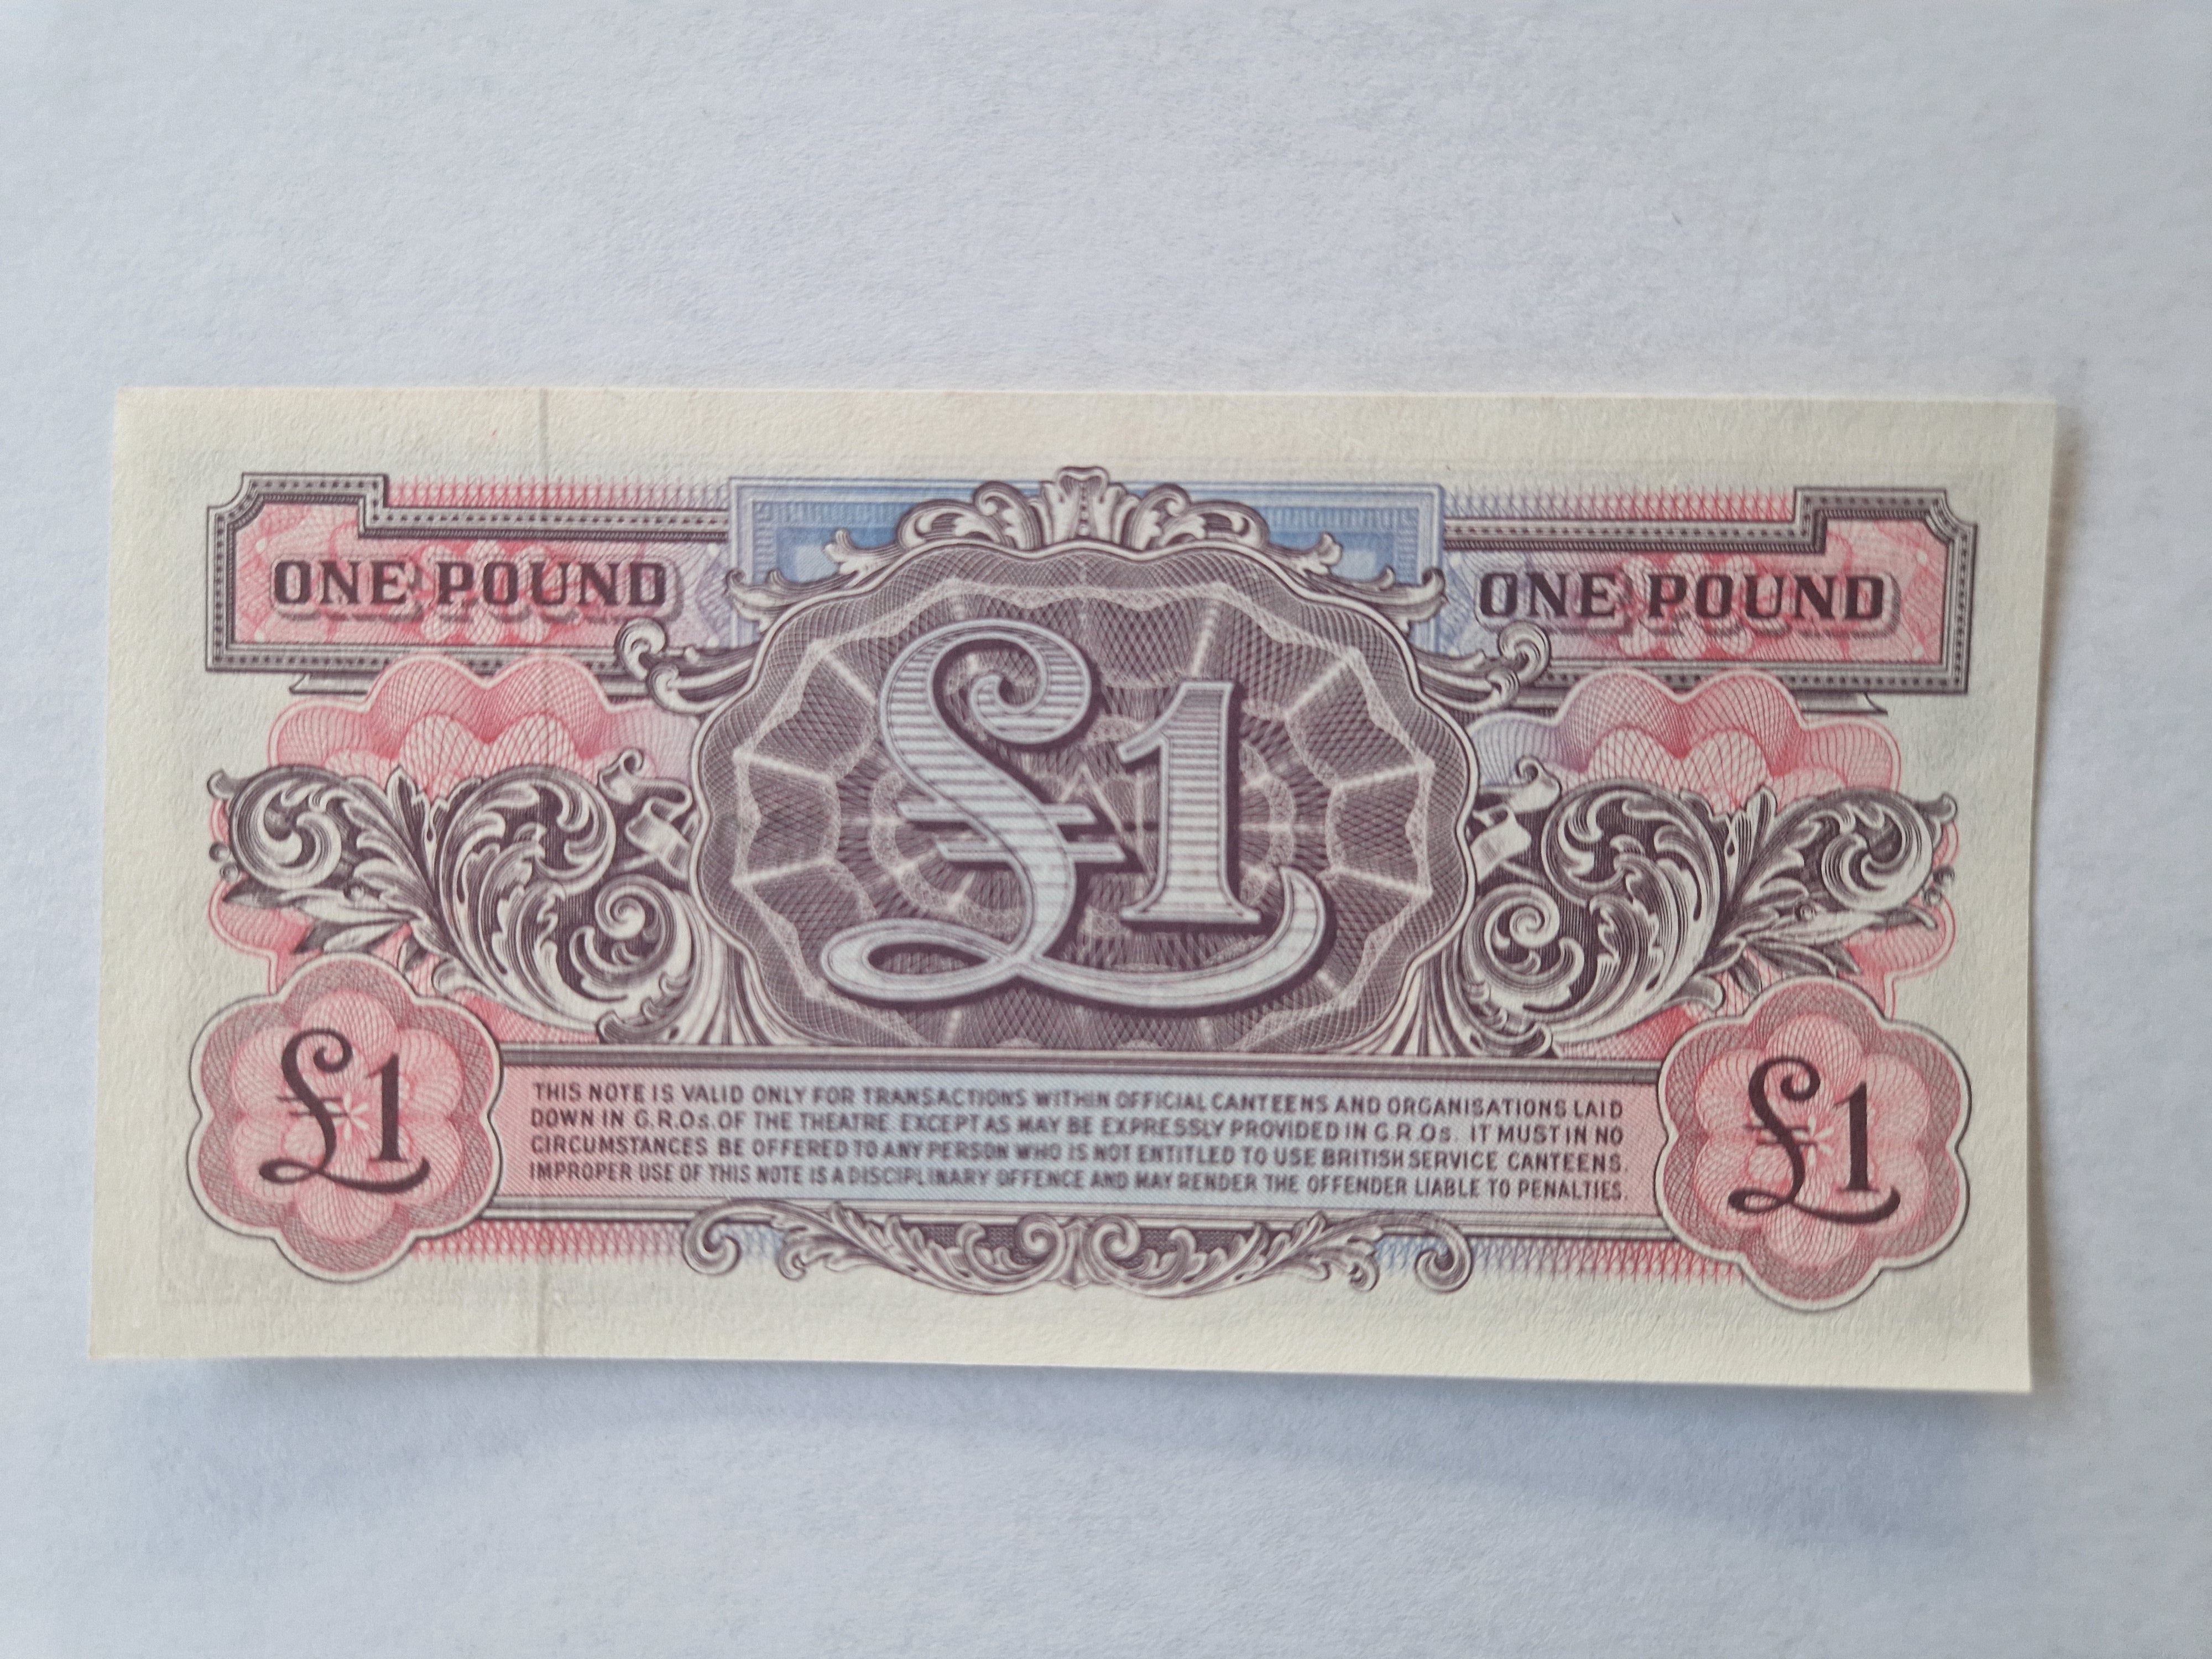 ONE POUND ONE POUND
£1
£1 £1
THIS NOTE IS VALID ONLY FOR TRANSACTIONS WITHIN OFFICIAL CANTEENS AND ORGANISATIONS LAID
DOWN IN G.R.Os. OF THE THEATRE. EXCEPT AS MAY BE EXPRESSLY PROVIDED IN G.R.Os. IT MUST IN NO
CIRCUMSTANCES BE OFFERED TO ANY PERSON WHO IS NOT ENTITLED TO USE BRITISH SERVICE CANTEENS.
IMPROPER USE OF THIS NOTE IS A DISCIPLINARY OFFENCE AND MAY RENDER THE OFFENDER LIABLE TO PENALTIES.